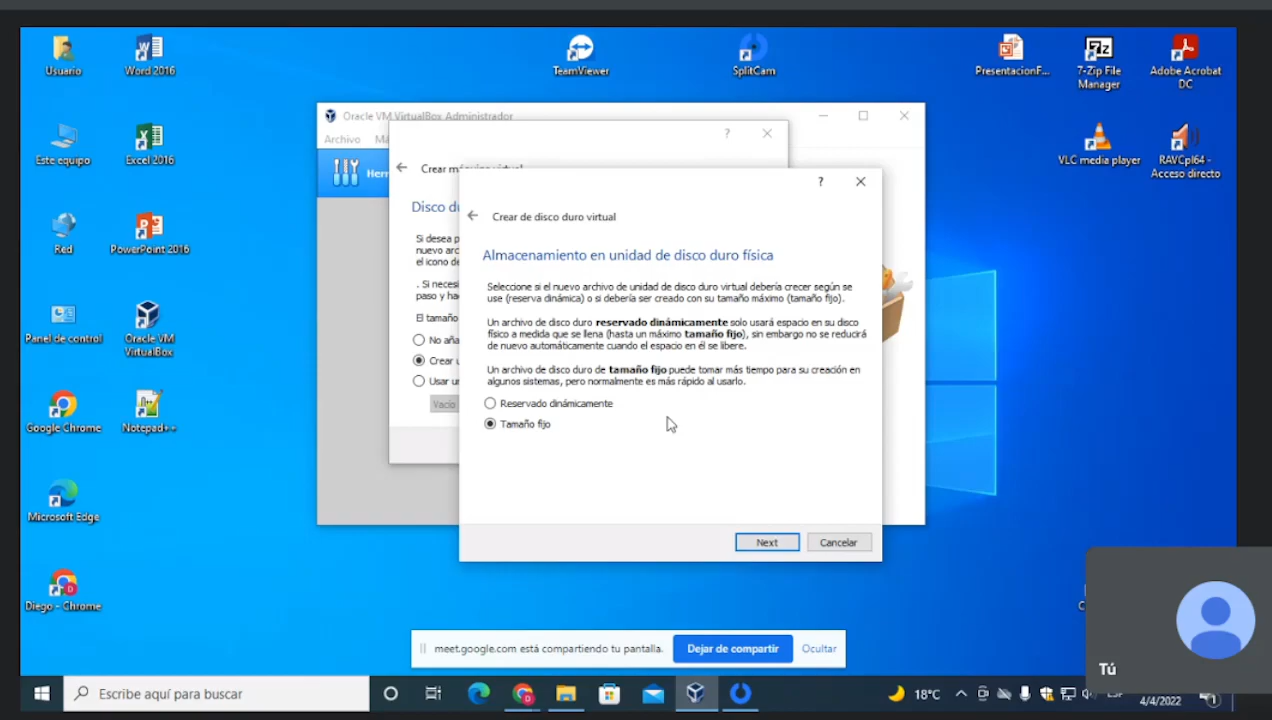 Usuario
Word 2016
TeamViewer
SplitCam
PresentacionF...
7-Zip File
Manager
Adobe Acrobat
DC
Este equipo
Excel 2016
VLC media player
RAVCpl64 -
Acceso directo
Red
PowerPoint 2016
Panel de control
Oracle VM
VirtualBox
Google Chrome
Notepad++
Microsoft Edge
Diego - Chrome
Oracle VM VirtualBox Administrador
Archivo
Herr
Crear máquina virtual
Disco du
Si desea p
nuevo arc
el icono de
. Si necesi
paso y ha
El tamaño
No aña
Crear u
Usar un
Vacío
?
Crear de disco duro virtual
Almacenamiento en unidad de disco duro física
Seleccione si el nuevo archivo de unidad de disco duro virtual debería crecer según se
use (reserva dinámica) o si debería ser creado con su tamaño máximo (tamaño fijo).
Un archivo de disco duro reservado dinámicamente solo usará espacio en su disco
físico a medida que se llena (hasta un máximo tamaño fijo), sin embargo no se reducirá
de nuevo automáticamente cuando el espacio en él se libere.
Un archivo de disco duro de tamaño fijo puede tomar más tiempo para su creación en
algunos sistemas, pero normalmente es más rápido al usarlo.
Reservado dinámicamente
Tamaño fijo
Next
Cancelar
meet.google.com está compartiendo tu pantalla.
Dejar de compartir
Ocultar
Tú
Escribe aquí para buscar
18°C
4/4/2022